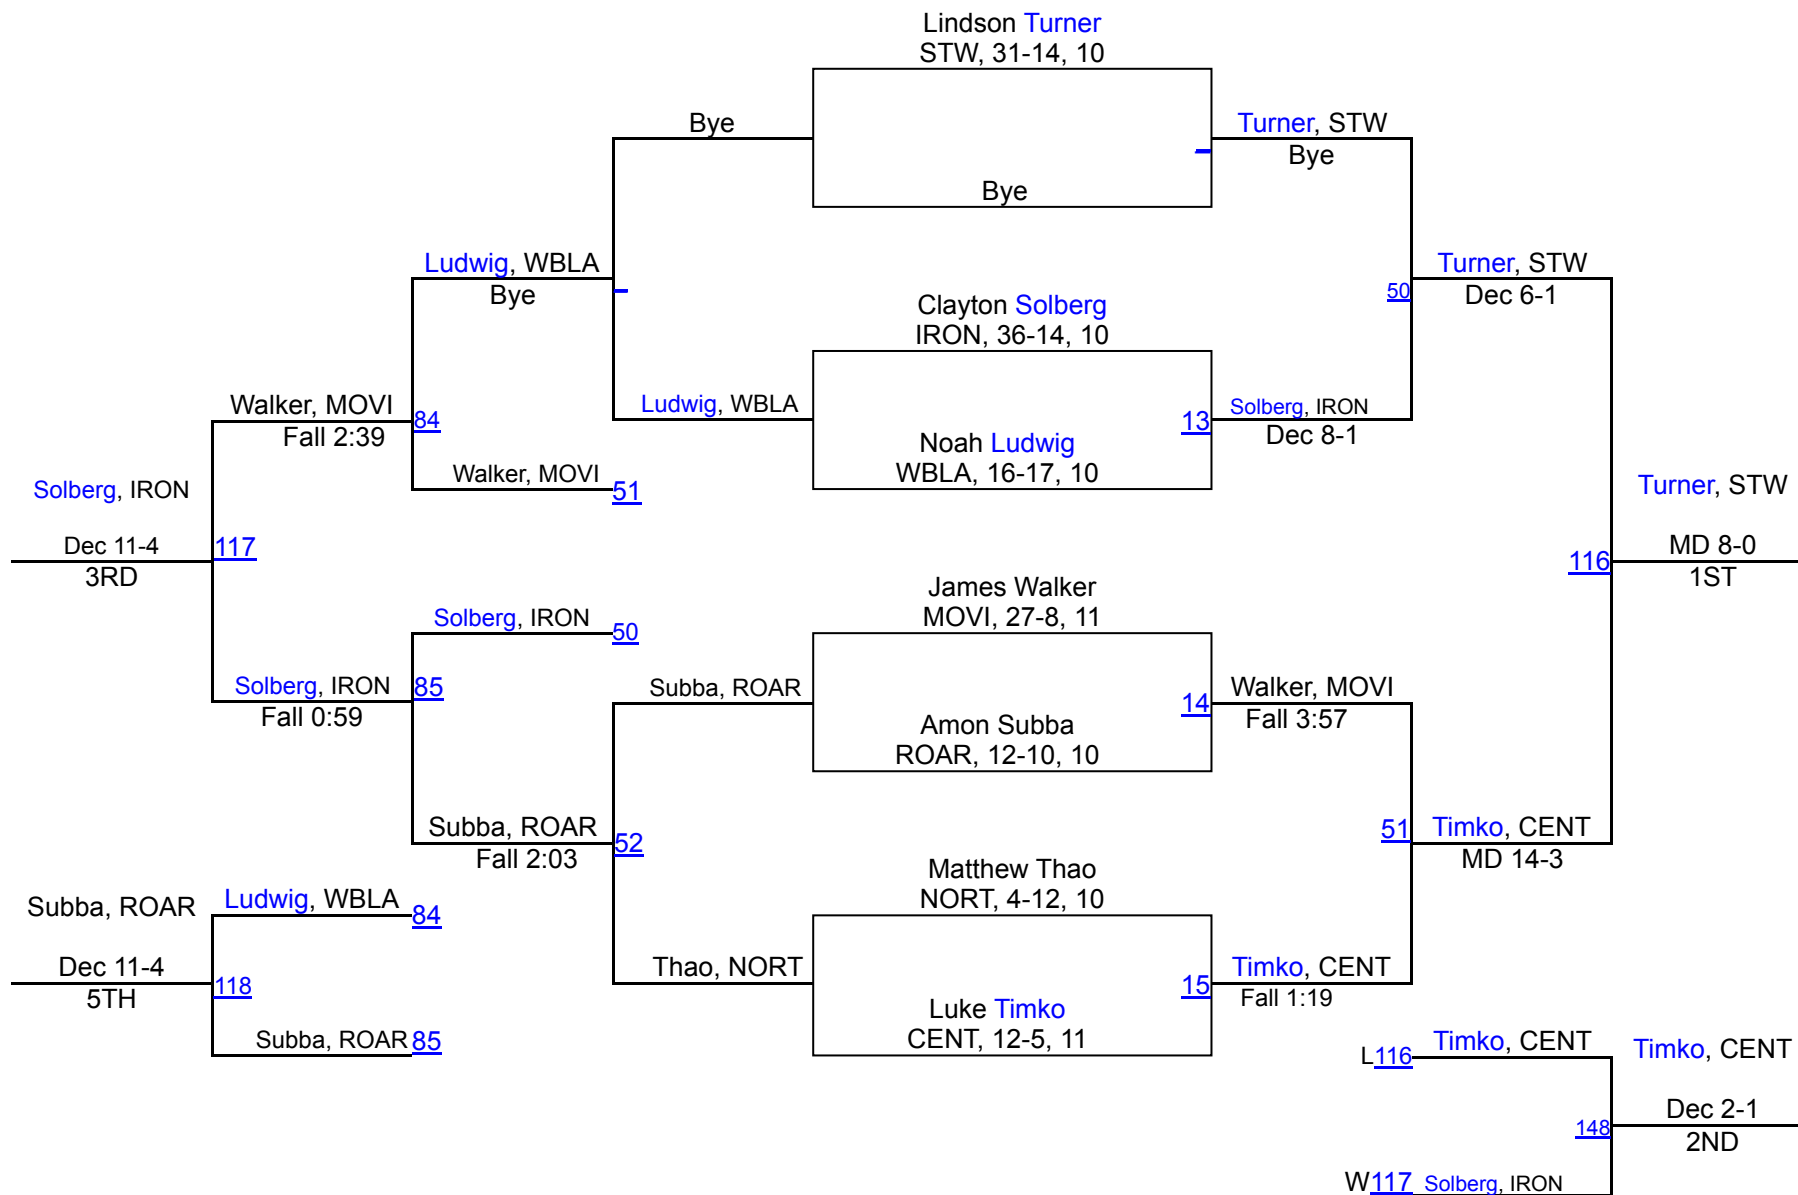 Lindson Turner
STW, 31-14, 10
Bye
Turner, STW
Bye
Bye
Ludwig, WBLA
Bye
Turner, STW
Dec 6-1
50
Clayton Solberg
IRON, 36-14, 10
Walker, MOVI
Fall 2:39
84
Ludwig, WBLA
Noah Ludwig
WBLA, 16-17, 10
13
Solberg, IRON
Dec 8-1
Walker, MOVI
51
Solberg, IRON
Dec 11-4
3RD
117
Turner, STW
MD 8-0
1ST
116
James Walker
MOVI, 27-8, 11
Solberg, IRON
50
Solberg, IRON
Fall 0:59
85
Subba, ROAR
Amon Subba
ROAR, 12-10, 10
14
Walker, MOVI
Fall 3:57
Subba, ROAR
Fall 2:03
52
51
Timko, CENT
MD 14-3
Matthew Thao
NORT, 4-12, 10
Subba, ROAR
Dec 11-4
5TH
Ludwig, WBLA
84
118
Subba, ROAR
85
Thao, NORT
Luke Timko
CENT, 12-5, 11
15
Timko, CENT
Fall 1:19
L116
Timko, CENT
Timko, CENT
Dec 2-1
2ND
148
W117 Solberg, IRON